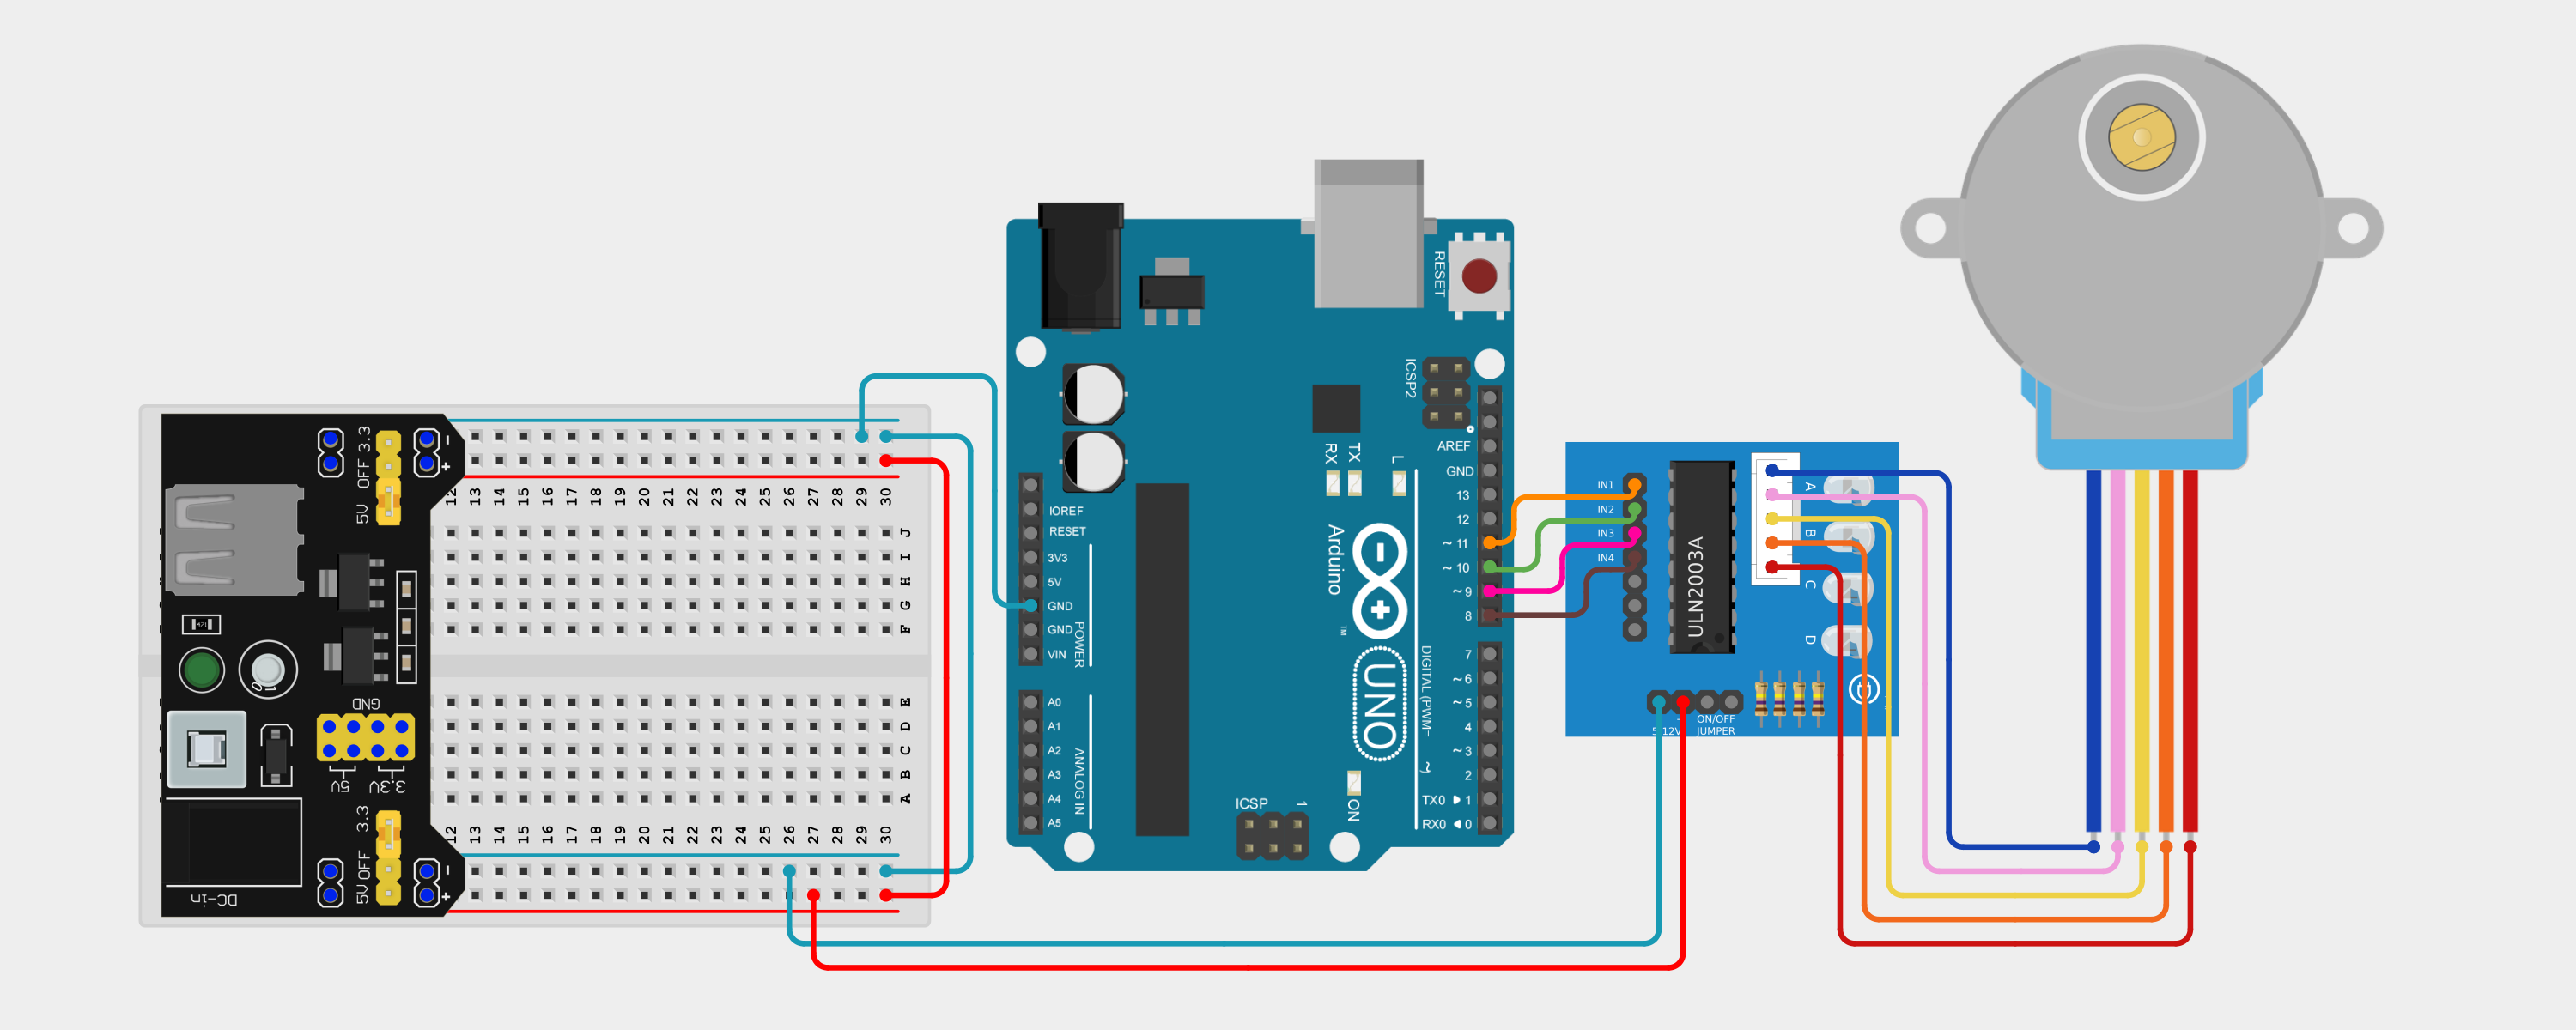 3.3
OFF
5V
-
+
12 13 14 15 16 17 18 19 20 21 22 23 24 25 26 27 28 29 30
J
I
H
G
F
471
GND
5V
3.3V
E
D
C
B
A
3.3
OFF
5V
-
+
12 13 14 15 16 17 18 19 20 21 22 23 24 25 26 27 28 29 30
DC-in
RESET
ICSP2
AREF
GND
13
12
~ 11
~ 10
~ 9
8
7
~ 6
~ 5
4
~ 3
2
TX0 ▶ 1
RX0 ◀ 0
RX
TX
L
IOREF
RESET
3V3
5V
GND
GND
VIN
POWER
A0
A1
A2
A3
A4
A5
ANALOG IN
Arduino
TM
UNO
DIGITAL (PWM= ~)
ICSP
1
ON
IN1
IN2
IN3
IN4
ULN2003A
A
B
C
D
ON/OFF
JUMPER